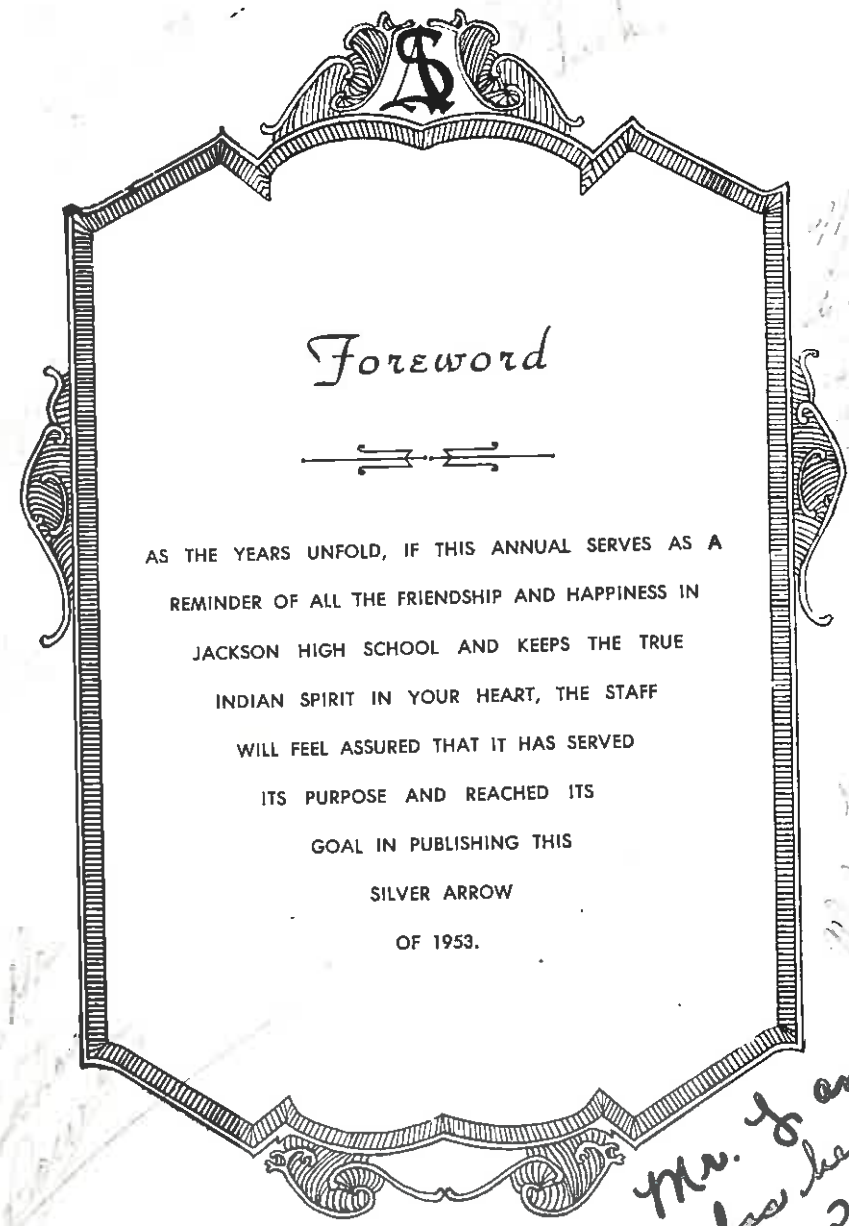 Foreword
AS THE YEARS UNFOLD, IF THIS ANNUAL SERVES AS A
REMINDER OF ALL THE FRIENDSHIP AND HAPPINESS IN
JACKSON HIGH SCHOOL AND KEEPS THE TRUE
INDIAN SPIRIT IN YOUR HEART, THE STAFF
WILL FEEL ASSURED THAT IT HAS SERVED
ITS PURPOSE AND REACHED ITS
GOAL IN PUBLISHING THIS
SILVER ARROW
OF 1953.
Mr.